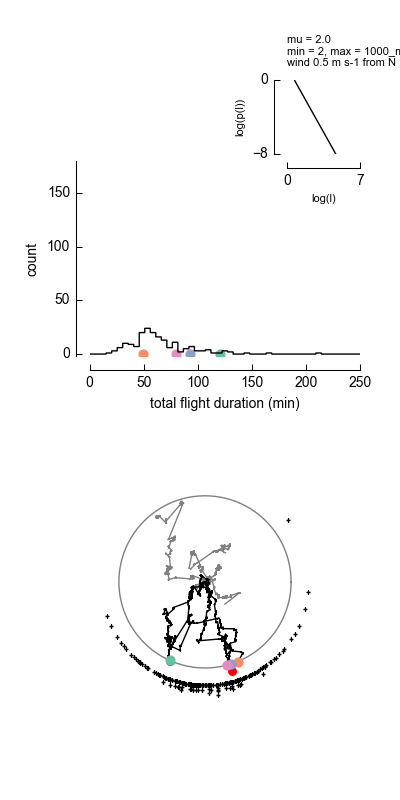 mu = 2.0
min = 2, max = 1000_m
wind 0.5 m s-1 from N
0
−8
log(p(l))
0 7
log(l)
150
100
50
0
count
0 50 100 150 200 250
total flight duration (min)